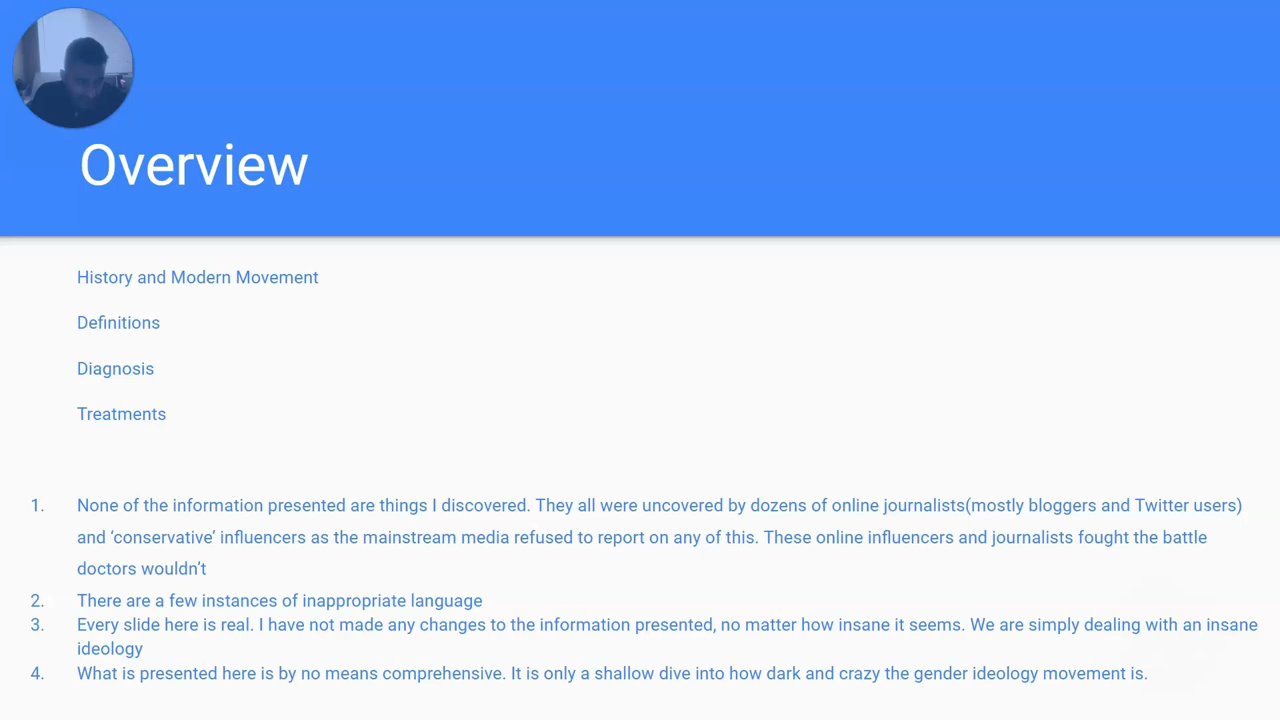 Overview
History and Modern Movement
Definitions
Diagnosis
Treatments
1. None of the information presented are things I discovered. They all were uncovered by dozens of online journalists(mostly bloggers and Twitter users)
and ‘conservative’ influencers as the mainstream media refused to report on any of this. These online influencers and journalists fought the battle
doctors wouldn’t
2. There are a few instances of inappropriate language
3. Every slide here is real. I have not made any changes to the information presented, no matter how insane it seems. We are simply dealing with an insane
ideology
4. What is presented here is by no means comprehensive. It is only a shallow dive into how dark and crazy the gender ideology movement is.